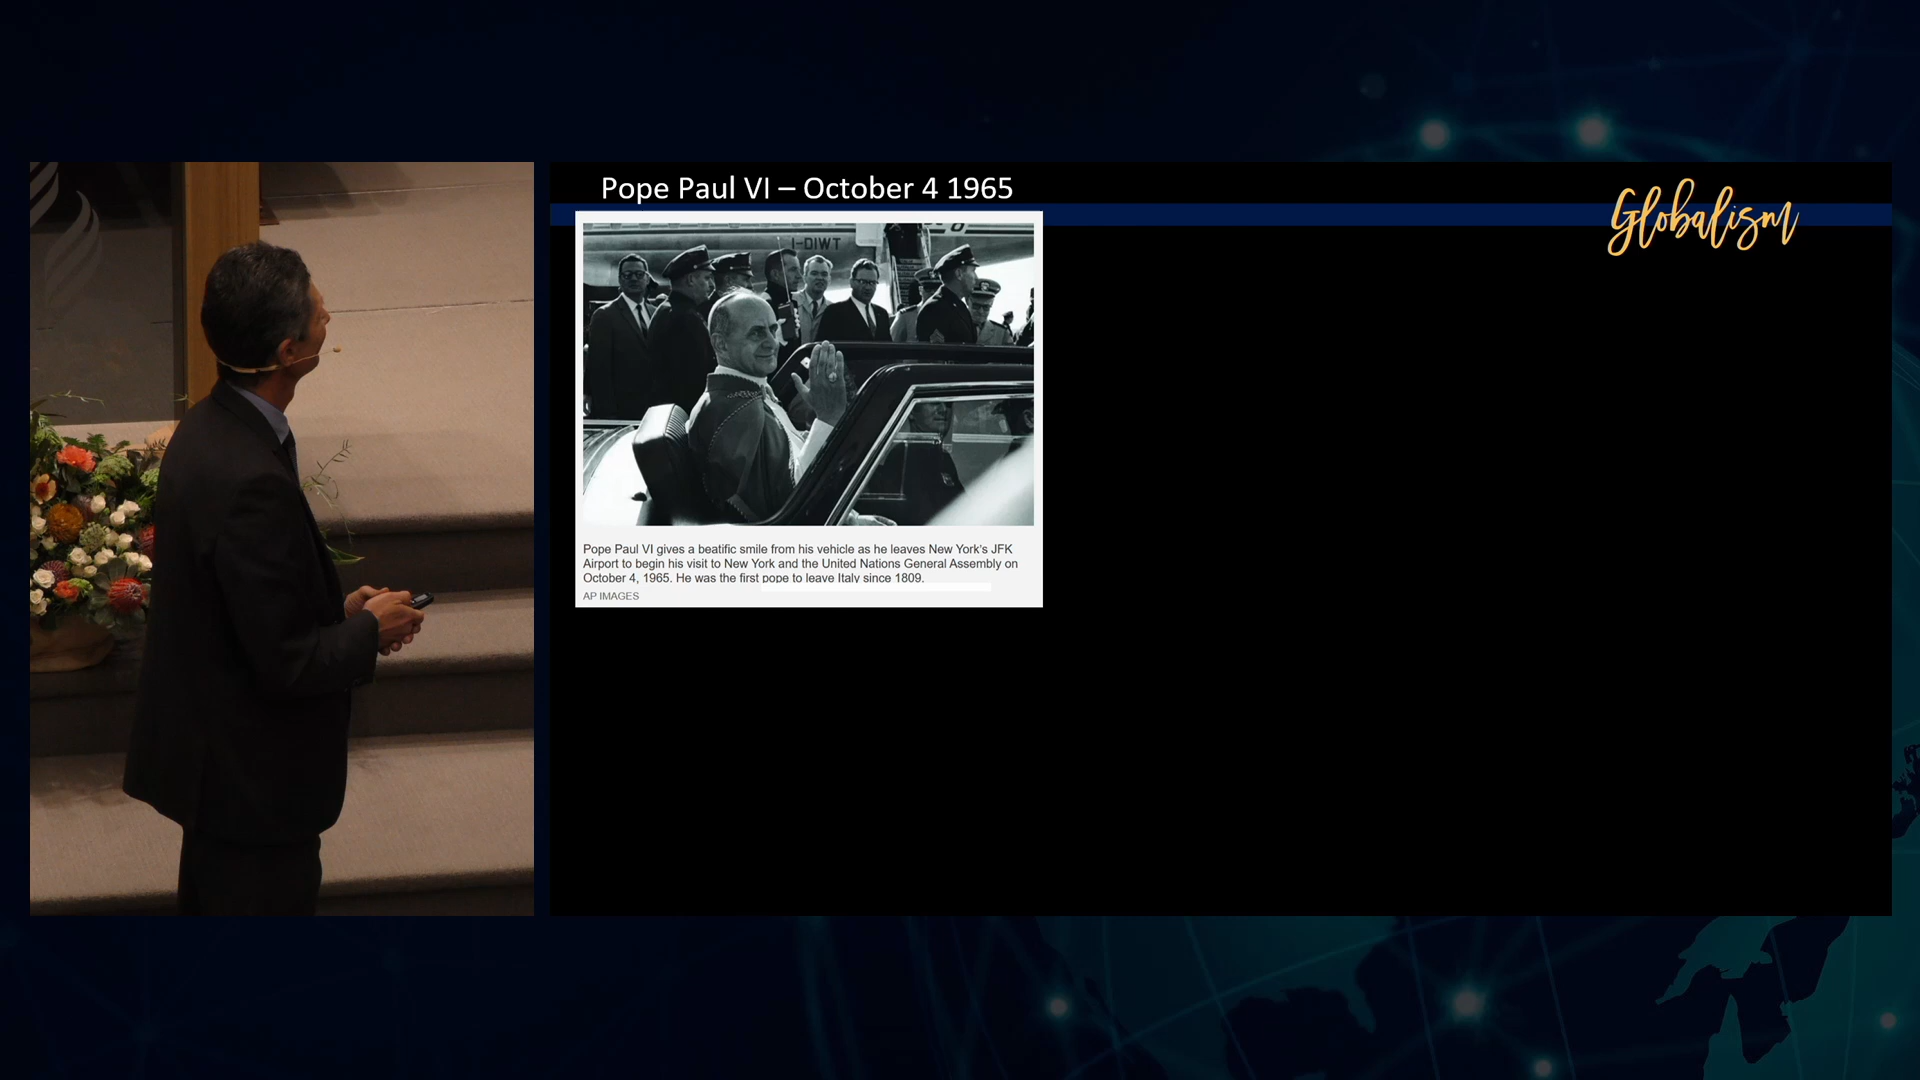 Pope Paul VI – October 4 1965
Globalism
I-DIWT
Pope Paul VI gives a beatific smile from his vehicle as he leaves New York's JFK
Airport to begin his visit to New York and the United Nations General Assembly on
October 4, 1965. He was the first pope to leave Italy since 1809.
AP IMAGES